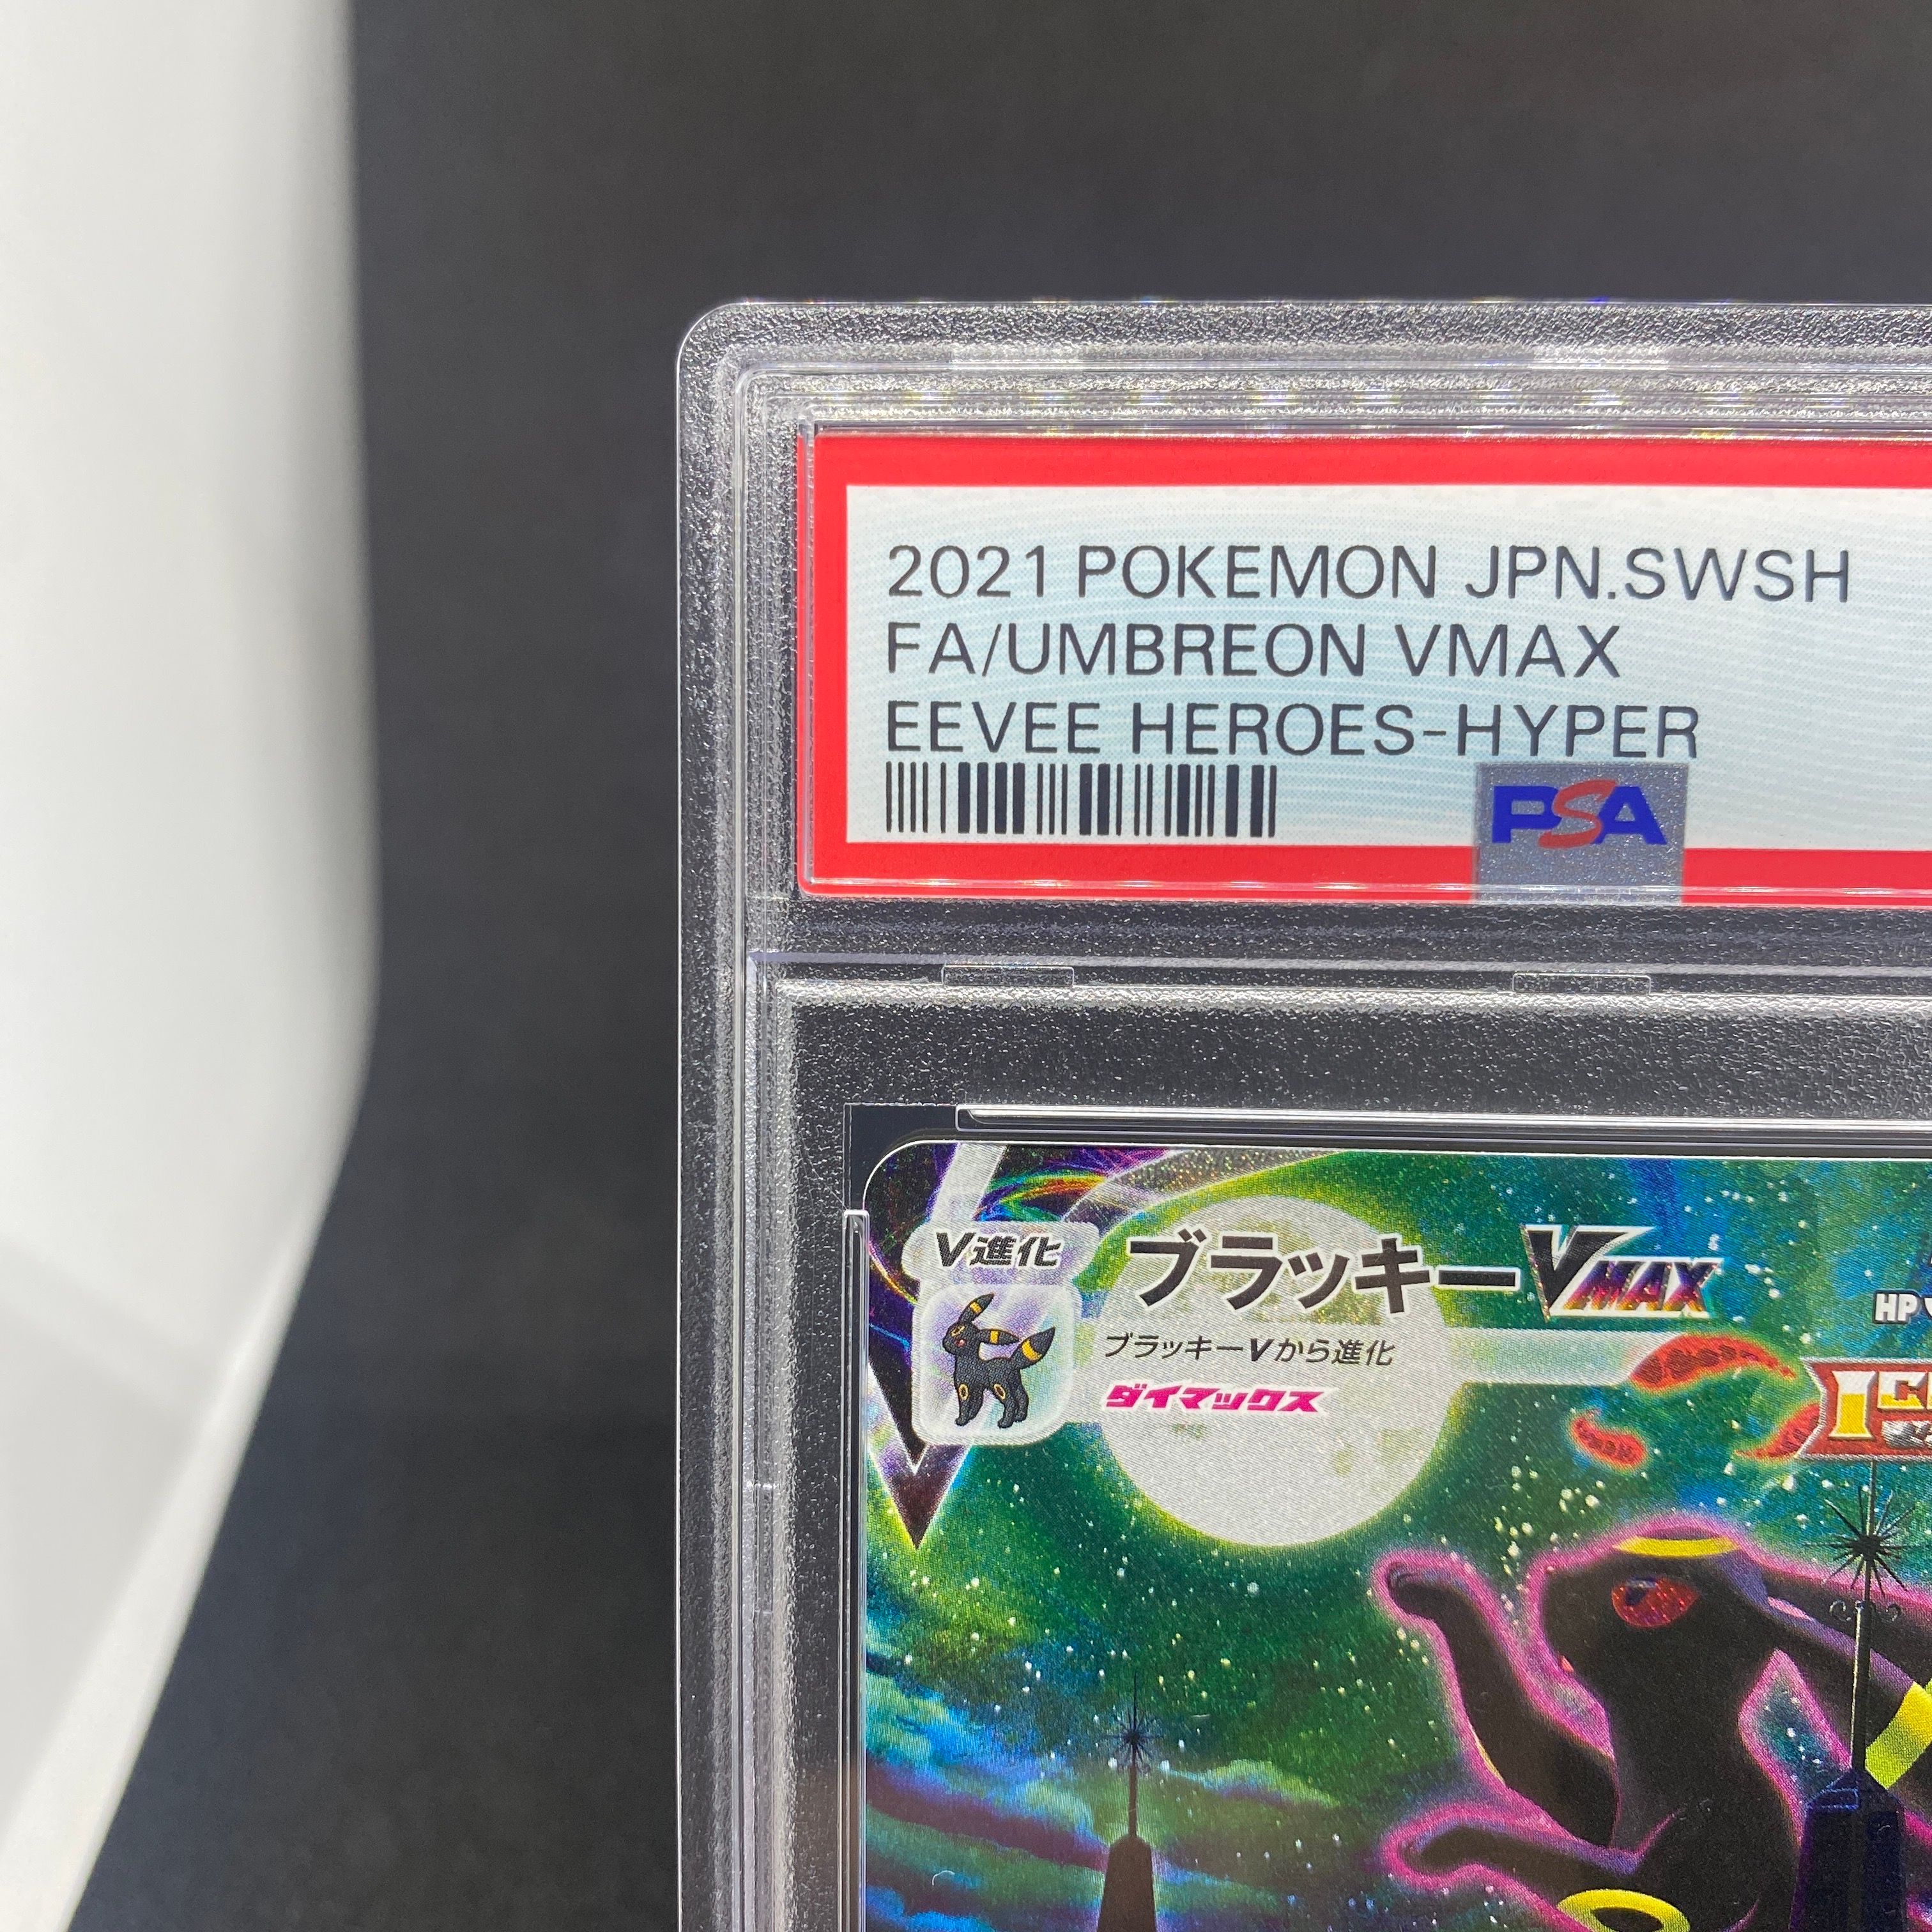 2021 POKEMON JPN.SWSH
FA/UMBREON VMAX
EEVEE HEROES-HYPER
PSA
V進化
ブラッキーVMAX
HP
ブラッキーVから進化
ダイマックス